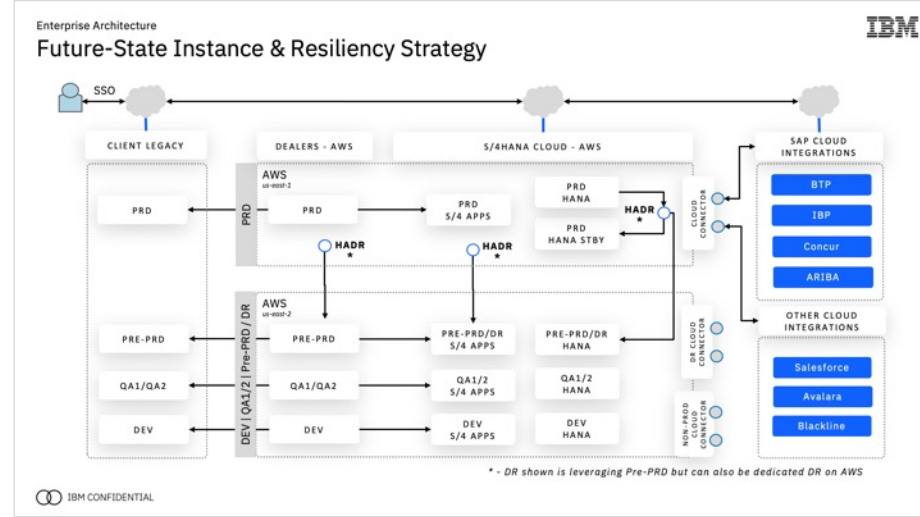 Enterprise Architecture
IBM
Future-State Instance & Resiliency Strategy
SSO
CLIENT LEGACY
DEALERS - AWS
S/4HANA CLOUD - AWS
SAP CLOUD
INTEGRATIONS
AWS
us-east-1
PRD
PRD
PRD
PRD
S/4 APPS
PRD
HANA
HADR
*
PRD
HANA STBY
CLOUD
CONNECTOR
BTP
IBP
Concur
ARIBA
HADR
*
HADR
*
AWS
us-east-2
DEV | QA1/2 | Pre-PRD / DR
PRE-PRD
PRE-PRD
PRE-PRD/DR
S/4 APPS
PRE-PRD/DR
HANA
DR CLOUD
CONNECTOR
OTHER CLOUD
INTEGRATIONS
QA1/QA2
QA1/QA2
QA1/2
S/4 APPS
QA1/2
HANA
DEV
DEV
DEV
S/4 APPS
DEV
HANA
NON-PROD
CLOUD
CONNECTOR
Salesforce
Avalara
Blackline
* - DR shown is leveraging Pre-PRD but can also be dedicated DR on AWS
IBM CONFIDENTIAL